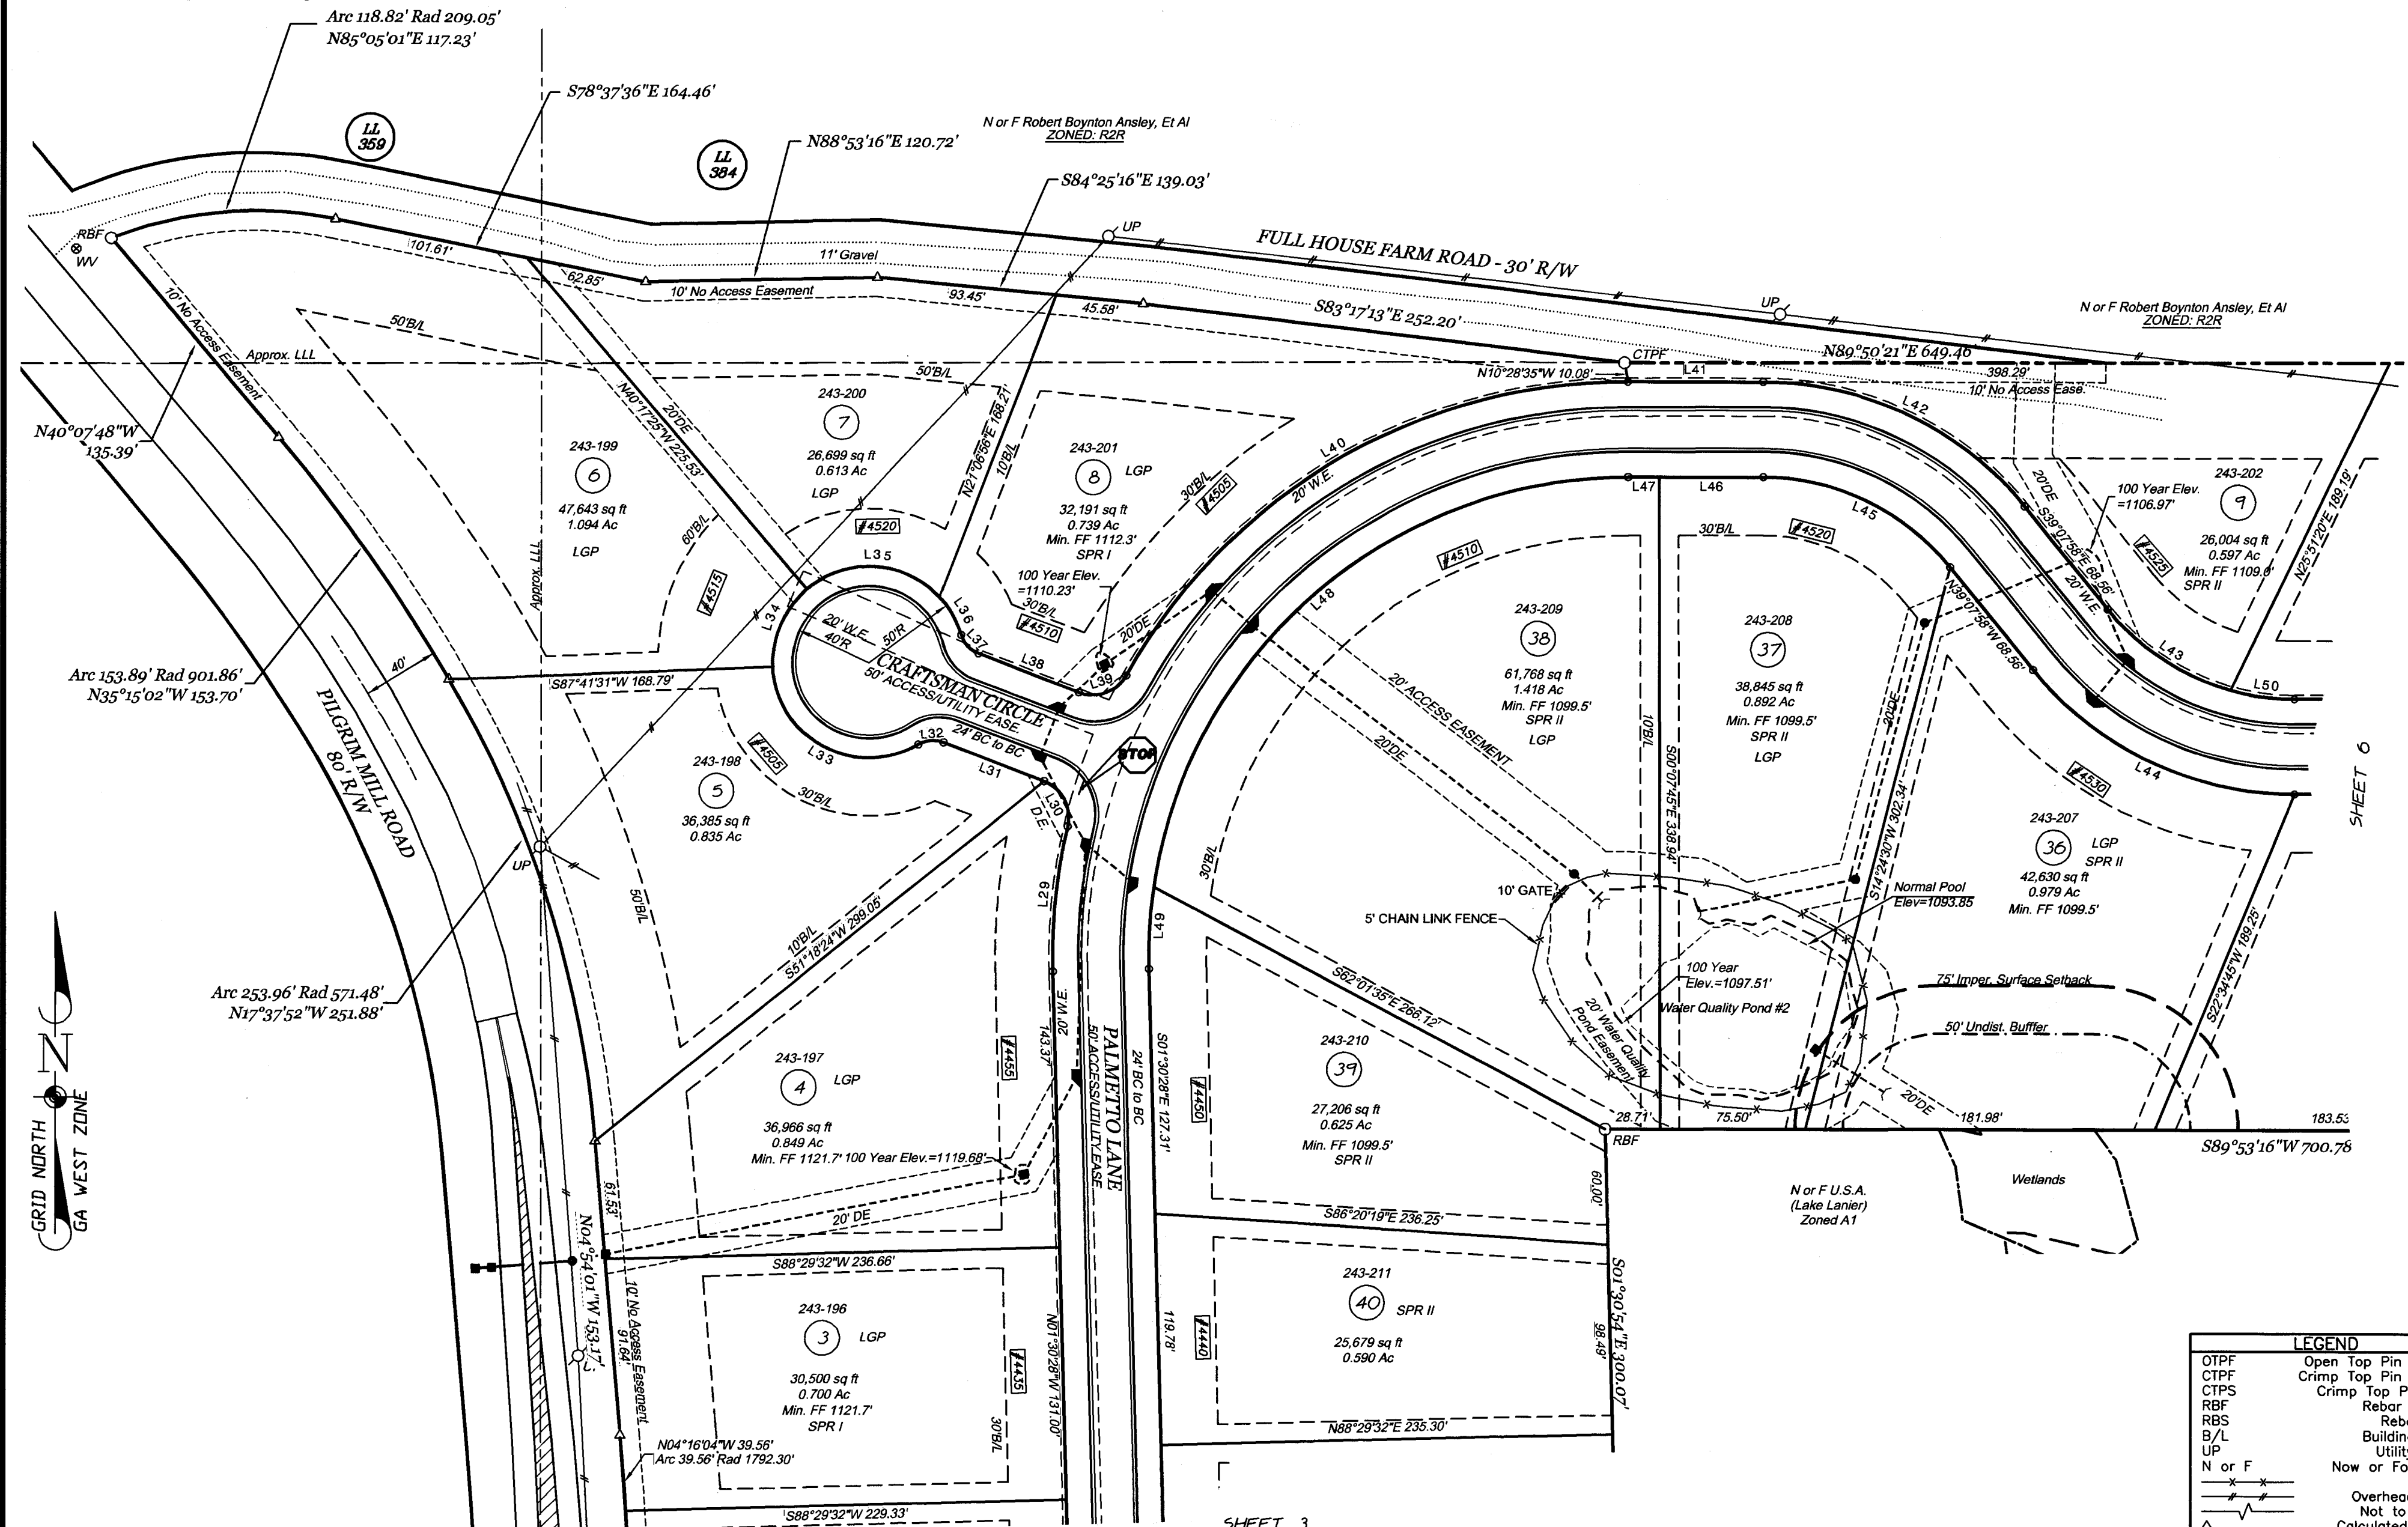 Arc 118.82' Rad 209.05'
N85°05'01"E 117.23'
S78°37'36"E 164.46'
LL
359
LL
384
N88°53'16"E 120.72'
N or F Robert Boynton Ansley, Et Al
ZONED: R2R
S84°25'16"E 139.03'
RBF
WV
101.61'
62.85'
11' Gravel
10' No Access Easement
93.45'
45.58'
UP
FULL HOUSE FARM ROAD - 30' R/W
S83°17'13"E 252.20'
UP
N or F Robert Boynton Ansley, Et Al
ZONED: R2R
10' No Access Easement
50'B/L
Approx. LLL
50'B/L
CTPF
N10°28'35"W 10.08'
L41
N89°50'21"E 649.46'
398.29'
10' No Access Ease.
L42
N40°07'48"W
135.39'
243-199
6
47,643 sq ft
1.094 Ac
LGP
60'B/L
#4515
Approx. LLL
N40°17'25"W 225.53'
20'DE
243-200
7
26,699 sq ft
0.613 Ac
LGP
#4520
N21°06'56"E 168.21'
10'B/L
243-201
8
LGP
32,191 sq ft
0.739 Ac
Min. FF 1112.3'
SPR I
100 Year Elev.
=1110.23'
30'B/L
#4510
30'B/L
#4505
L40
20' W.E.
L47
L46
L45
20'DE
S39°07'58"E 68.56'
20' W.E.
100 Year Elev.
=1106.97'
243-202
9
26,004 sq ft
0.597 Ac
Min. FF 1109.0'
SPR II
#4525
N25°51'20"E 189.19'
L43
L50
L34
L35
L36
L37
L38
L39
20'DE
20' W.E.
40'R
50'R
CRAFTSMAN CIRCLE
50' ACCESS/UTILITY EASE.
24' BC to BC
STOP
L33
L32
L31
L30
D.E.
L29
L48
L49
#4510
243-209
38
61,768 sq ft
1.418 Ac
Min. FF 1099.5'
SPR II
LGP
20' ACCESS EASEMENT
20'DE
10'B/L
S00°07'45"E 338.94'
30'B/L
#4520
243-208
37
38,845 sq ft
0.892 Ac
Min. FF 1099.5'
SPR II
LGP
20'DE
S14°24'30"W 302.34'
N39°07'58"W 68.56'
L44
#4530
243-207
36
LGP
SPR II
42,630 sq ft
0.979 Ac
Min. FF 1099.5'
S22°34'45"W 189.25'
SHEET 6
Arc 153.89' Rad 901.86'
N35°15'02"W 153.70'
40'
PILGRIM MILL ROAD
80' R/W
S87°41'31"W 168.79'
UP
243-198
5
36,385 sq ft
0.835 Ac
#4505
30'B/L
50'B/L
10'B/L
S51°18'24"W 299.05'
30'B/L
10' GATE
5' CHAIN LINK FENCE
Normal Pool
Elev=1093.85
100 Year
Elev.=1097.51'
Water Quality Pond #2
20' Water Quality
Pond Easement
75' Imper. Surface Setback
50' Undist. Bufffer
20'DE
28.71'
75.50'
181.98'
183.53
S89°53'16"W 700.78
RBF
Wetlands
N or F U.S.A.
(Lake Lanier)
Zoned A1
Arc 253.96' Rad 571.48'
N17°37'52"W 251.88'
GRID NORTH
GA WEST ZONE
N
243-197
4
LGP
36,966 sq ft
0.849 Ac
Min. FF 1121.7'
100 Year Elev.=1119.68'
#4455
20' W.E.
143.37'
PALMETTO LANE
50' ACCESS/UTILITY EASE
24' BC to BC
S01°30'28"E 127.31'
#4450
S62°01'35"E 266.12'
243-210
39
27,206 sq ft
0.625 Ac
Min. FF 1099.5'
SPR II
S86°20'19"E 236.25'
60.00'
20' DE
61.53'
S88°29'32"W 236.66'
N04°54'01"W 153.17'
10' No Access Easement
91.64'
243-196
3
LGP
30,500 sq ft
0.700 Ac
Min. FF 1121.7'
SPR I
#4435
30'B/L
N01°30'28"W 131.00'
119.78'
#4440
243-211
40
SPR II
25,679 sq ft
0.590 Ac
98.49'
S01°30'54"E 300.07'
N88°29'32"E 235.30'
N04°16'04"W 39.56'
Arc 39.56' Rad 1792.30'
S88°29'32"W 229.33'
SHEET 3
LEGEND
OTPF Open Top Pin
CTPF Crimp Top Pin
CTPS Crimp Top P
RBF Rebar
RBS Reb
B/L Buildin
UP Utilit
N or F Now or Fo
Overhea
Not to
Calculated